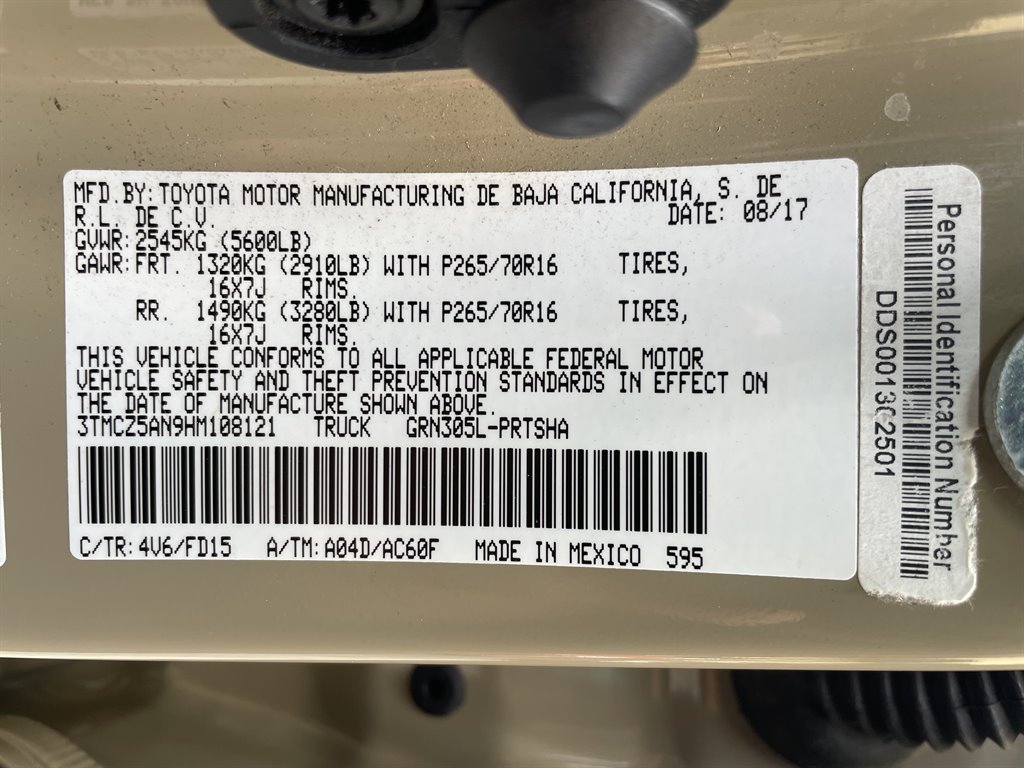 MFD.BY:TOYOTA MOTOR MANUFACTURING DE BAJA CALIFORNIA, S. DE
R.L. DE C.V. DATE: 08/17
GVWR:2545KG (5600LB)
GAWR:FRT. 1320KG (2910LB) WITH P265/70R16 TIRES,
16X7J RIMS.
RR. 1490KG (3280LB) WITH P265/70R16 TIRES,
16X7J RIMS.
THIS VEHICLE CONFORMS TO ALL APPLICABLE FEDERAL MOTOR
VEHICLE SAFETY AND THEFT PREVENTION STANDARDS IN EFFECT ON
THE DATE OF MANUFACTURE SHOWN ABOVE.
3TMCZ5AN9HM108121 TRUCK GRN305L-PRTSHA
C/TR:4V6/FD15 A/TM:A04D/AC60F MADE IN MEXICO 595
Personal Identification Number
DDS0013C2501